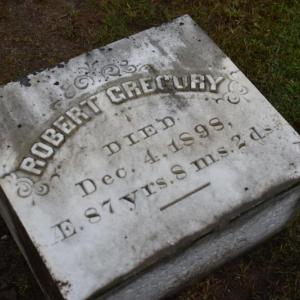 ROBERT GREGORY
DIED
Dec. 4, 1898,
Æ. 87 yrs. 8 ms. 2 ds.